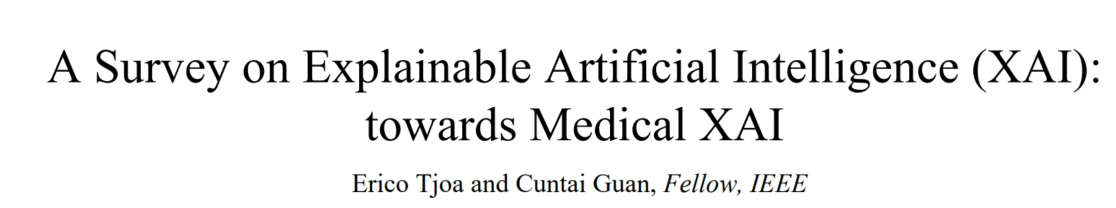 A Survey on Explainable Artificial Intelligence (XAI):
towards Medical XAI
Erico Tjoa and Cuntai Guan, Fellow, IEEE